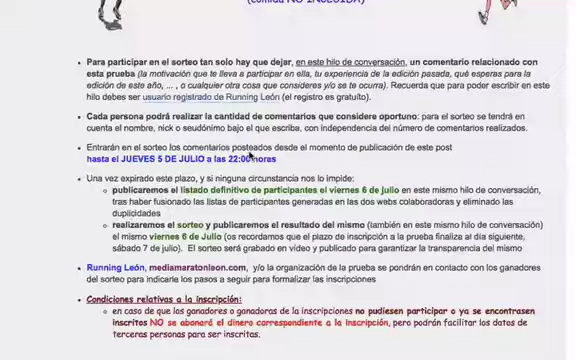 (comida NO INCLUIDA)
Para participar en el sorteo tan solo hay que dejar, en este hilo de conversación, un comentario relacionado con
esta prueba (la motivación que te lleva a participar en ella, tu experiencia de la edición pasada, qué esperas para la
edición de este año, ... , o cualquier otra cosa que consideres y/o se te ocurra). Recuerda que para poder escribir en este
hilo debes ser usuario registrado de Running León (el registro es gratuíto).
Cada persona podrá realizar la cantidad de comentarios que considere oportuno: para el sorteo se tendrá en
cuenta el nombre, nick o seudónimo bajo el que escriba, con independencia del número de comentarios realizados.
Entrarán en el sorteo los comentarios posteados desde el momento de publicación de este post
hasta el JUEVES 5 DE JULIO a las 22:00 horas
Una vez expirado este plazo, y si ninguna circunstancia nos lo impide:
publicaremos el listado definitivo de participantes el viernes 6 de julio en este mismo hilo de conversación,
tras haber fusionado las listas de participantes generadas en las dos webs colaboradoras y eliminado las
duplicidades
realizaremos el sorteo y publicaremos el resultado del mismo (también en este mismo hilo de conversación)
el mismo viernes 6 de Julio (os recordamos que el plazo de inscripción a la prueba finaliza al día siguiente,
sábado 7 de julio). El sorteo será grabado en vídeo y publicado para garantizar la transparencia del mismo
Running León, mediamaratonleon.com, y/o la organización de la prueba se pondrán en contacto con los ganadores
del sorteo para indicarle los pasos a seguir para formalizar las inscripciones
Condiciones relativas a la inscripción:
en caso de que los ganadores o ganadoras de la inscripciones no pudiesen participar o ya se encontrasen
inscritos NO se abonará el dinero correspondiente a la inscripción, pero podrán facilitar los datos de
terceras personas para ser inscritas.